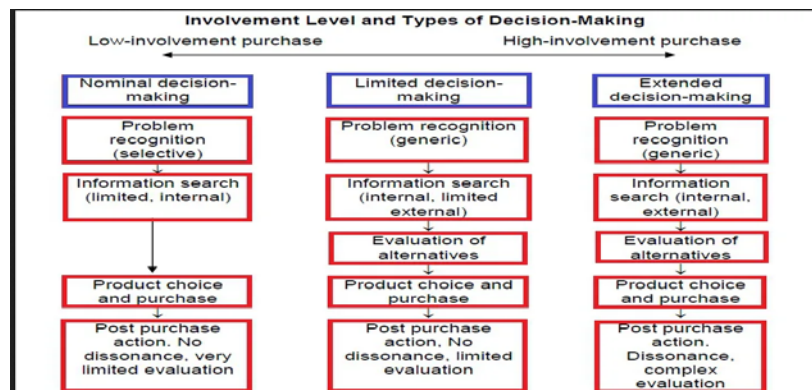 Involvement Level and Types of Decision-Making
Low-involvement purchase
High-involvement purchase
Nominal decision-
making
Problem
recognition
(selective)
Information search
(limited, internal)
Product choice
and purchase
Post purchase
action. No
dissonance, very
limited evaluation
Limited decision-
making
Problem recognition
(generic)
Information search
(internal, limited
external)
Evaluation of
alternatives
Product choice and
purchase
Post purchase
action, No
dissonance, limited
evaluation
Extended
decision-making
Problem
recognition
(generic)
Information
search (internal,
external)
Evaluation of
alternatives
Product choice
and purchase
Post purchase
action.
Dissonance,
complex
evaluation